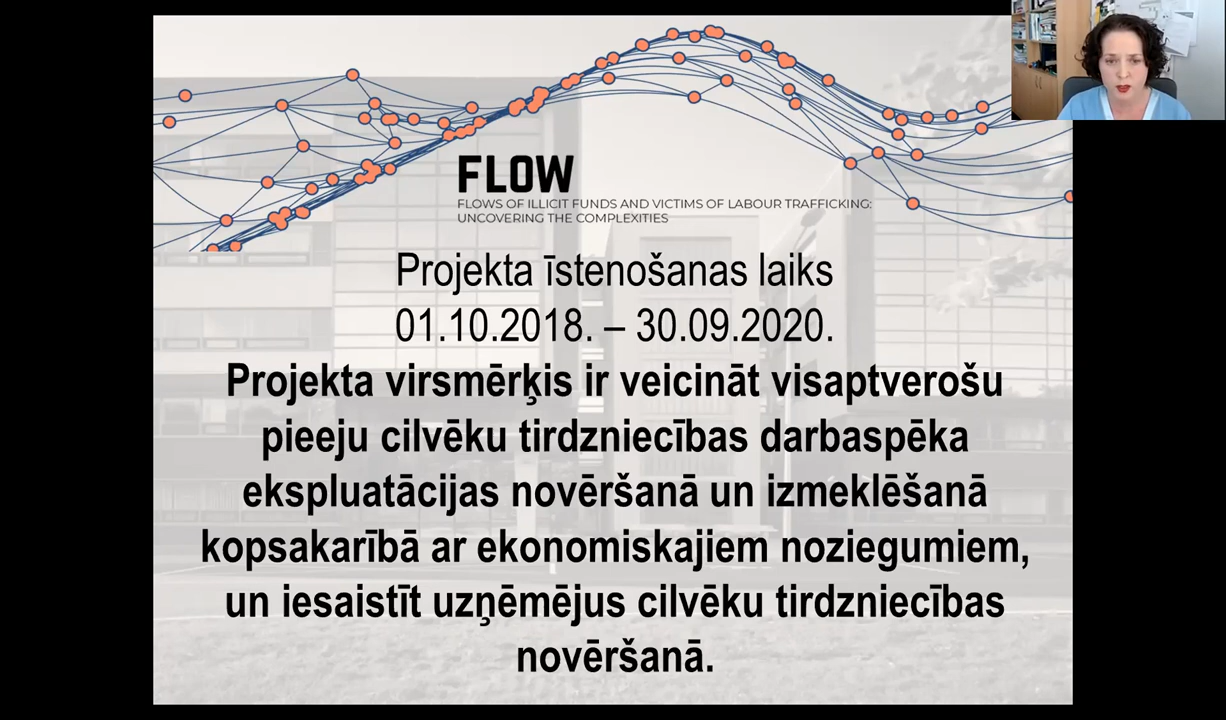 FLOW
FLOWS OF ILLICIT FUNDS AND VICTIMS OF LABOUR TRAFFICKING:
UNCOVERING THE COMPLEXITIES
Projekta īstenošanas laiks
01.10.2018. – 30.09.2020.
Projekta virsmērķis ir veicināt visaptverošu
pieeju cilvēku tirdzniecības darbaspēka
ekspluatācijas novēršanā un izmeklēšanā
kopsakarībā ar ekonomiskajiem noziegumiem,
un iesaistīt uzņēmējus cilvēku tirdzniecības
novēršanā.